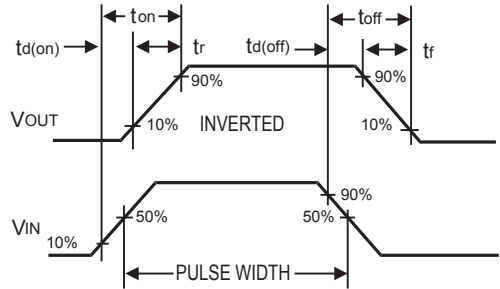 ton
toff
td(on)
tr
td(off)
tf
90%
90%
VOUT
10%
INVERTED
10%
90%
VIN
50%
50%
10%
PULSE WIDTH